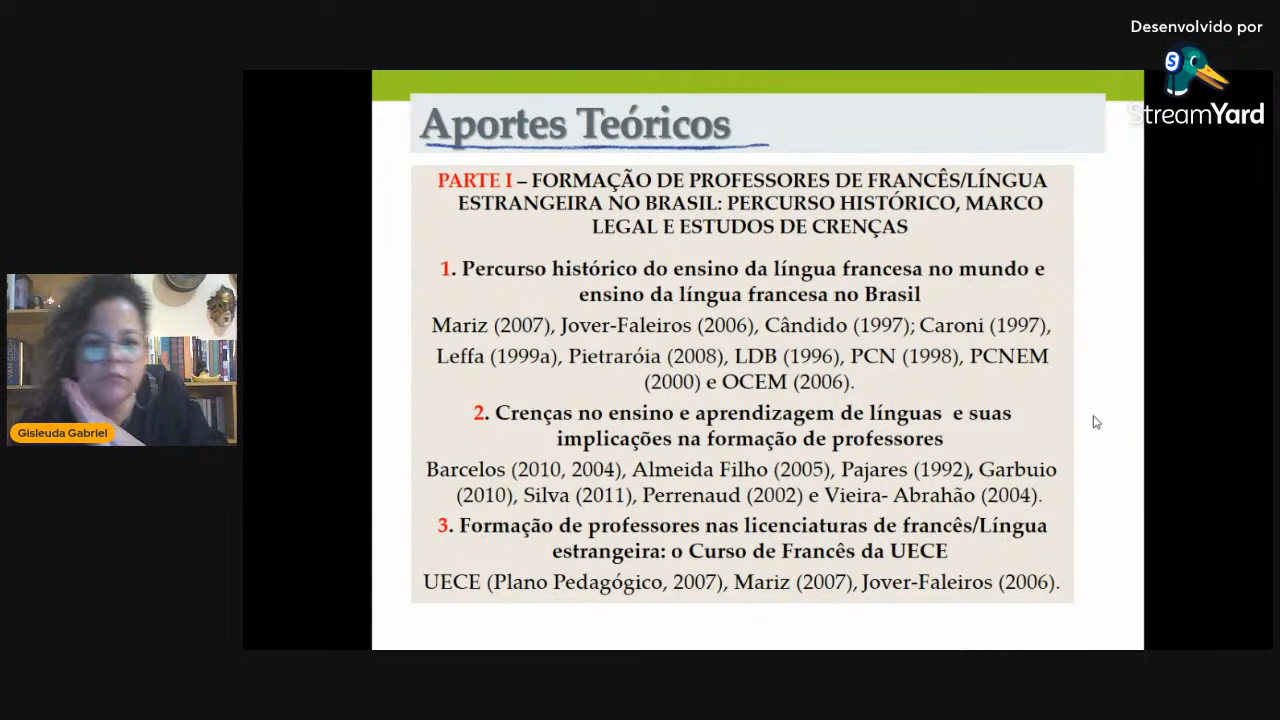 Desenvolvido por
StreamYard
Aportes Teóricos
PARTE I – FORMAÇÃO DE PROFESSORES DE FRANCÊS/LÍNGUA
ESTRANGEIRA NO BRASIL: PERCURSO HISTÓRICO, MARCO
LEGAL E ESTUDOS DE CRENÇAS
1. Percurso histórico do ensino da língua francesa no mundo e
ensino da língua francesa no Brasil
Mariz (2007), Jover-Faleiros (2006), Cândido (1997); Caroni (1997),
Leffa (1999a), Pietraróia (2008), LDB (1996), PCN (1998), PCNEM
(2000) e OCEM (2006).
2. Crenças no ensino e aprendizagem de línguas e suas
implicações na formação de professores
Barcelos (2010, 2004), Almeida Filho (2005), Pajares (1992), Garbuio
(2010), Silva (2011), Perrenaud (2002) e Vieira- Abrahão (2004).
3. Formação de professores nas licenciaturas de francês/Língua
estrangeira: o Curso de Francês da UECE
UECE (Plano Pedagógico, 2007), Mariz (2007), Jover-Faleiros (2006).
VAN GOGH
Gisleuda Gabriel